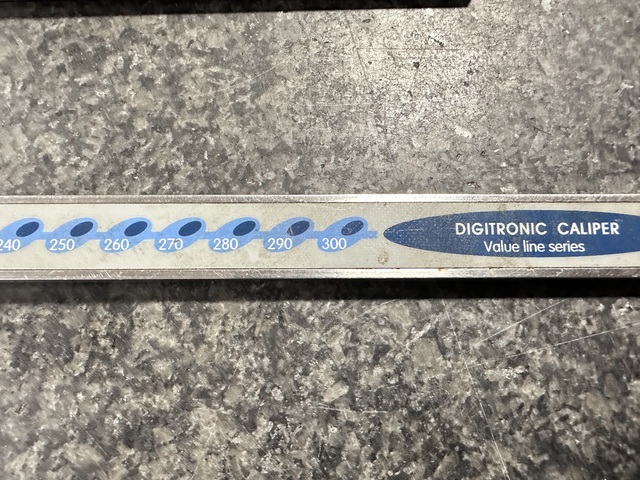 240 250 260 270 280 290 300
DIGITRONIC CALIPER
Value line series